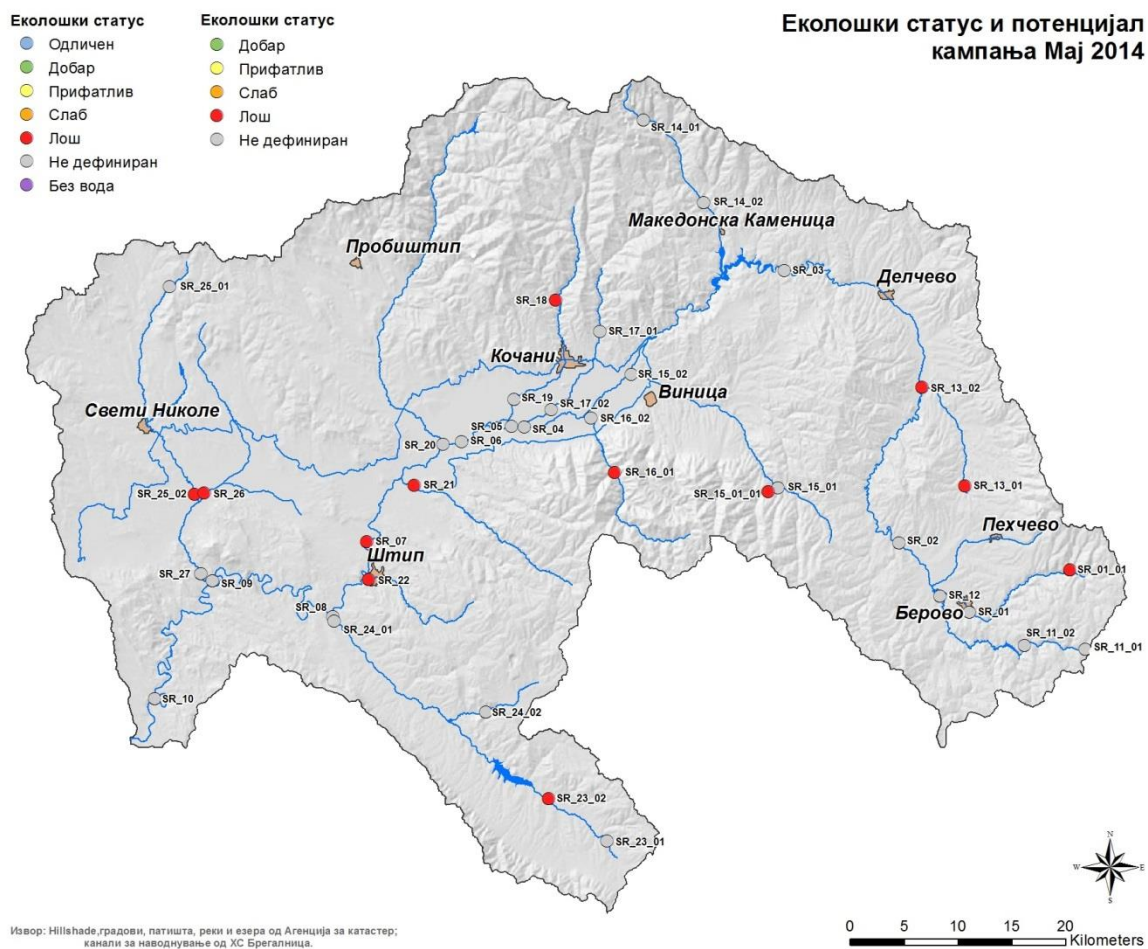 Еколошки статус и потенцијал
кампања Мај 2014
Еколошки статус
Одличен
Добар
Прифатлив
Слаб
Лош
Не дефиниран
Без вода
Еколошки статус
Добар
Прифатлив
Слаб
Лош
Не дефиниран
SR_14_01
SR_14_02
Македонска Каменица
Пробиштип
SR_03
Делчево
SR_25_01
SR_18
SR_17_01
Кочани
SR_15_02
SR_13_02
Виница
SR_19
SR_17_02
Свети Николе
SR_16_02
SR_05
SR_04
SR_06
SR_20
SR_16_01
SR_21
SR_13_01
SR_15_01_01
SR_15_01
SR_25_02
SR_26
Пехчево
SR_07
SR_02
Штип
SR_01_01
SR_27
SR_09
SR_22
SR_12
Берово
SR_01
SR_08
SR_24_01
SR_11_02
SR_11_01
SR_10
SR_24_02
SR_23_02
SR_23_01
N
W
E
S
Извор: Hillshade,градови, патишта, реки и езера од Агенција за катастер;
канали за наводнување од ХС Брегалница.
0 5 10 15 20
Kilometers